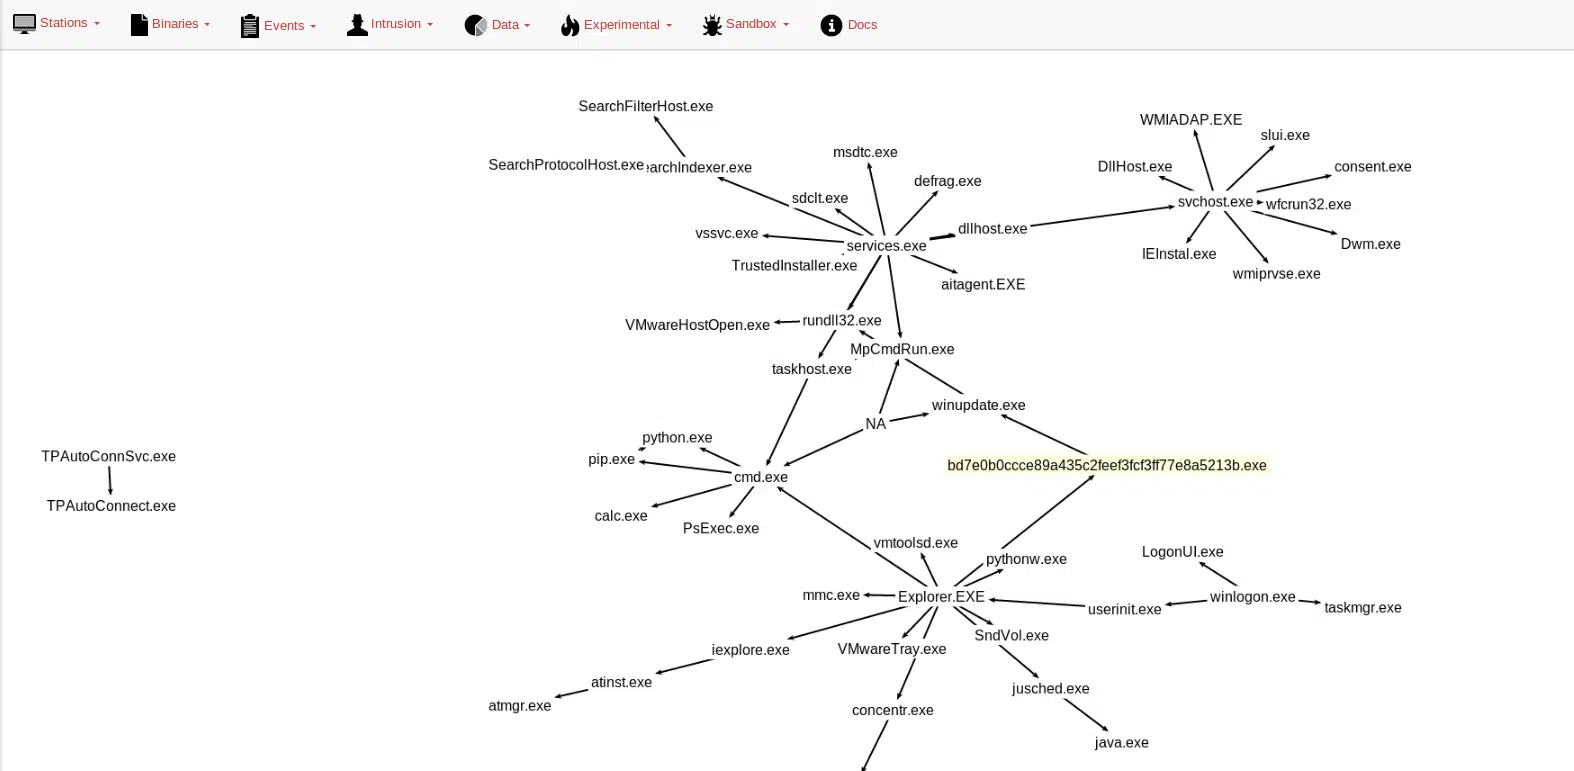 Stations Binaries Events Intrusion Data Experimental Sandbox Docs
SearchFilterHost.exe
WMIADAP.EXE
slui.exe
msdtc.exe
SearchProtocolHost.exe
earchIndexer.exe
DllHost.exe
consent.exe
defrag.exe
sdclt.exe
svchost.exe
wfcrun32.exe
vssvc.exe
dllhost.exe
services.exe
Dwm.exe
IEInstal.exe
TrustedInstaller.exe
wmiprvse.exe
aitagent.EXE
VMwareHostOpen.exe
rundll32.exe
MpCmdRun.exe
taskhost.exe
winupdate.exe
NA
python.exe
TPAutoConnSvc.exe
pip.exe
bd7e0b0ccce89a435c2feef3fcf3ff77e8a5213b.exe
cmd.exe
TPAutoConnect.exe
calc.exe
PsExec.exe
vmtoolsd.exe
LogonUI.exe
pythonw.exe
mmc.exe
Explorer.EXE
winlogon.exe
userinit.exe
taskmgr.exe
SndVol.exe
iexplore.exe
VMwareTray.exe
atinst.exe
jusched.exe
atmgr.exe
concentr.exe
java.exe